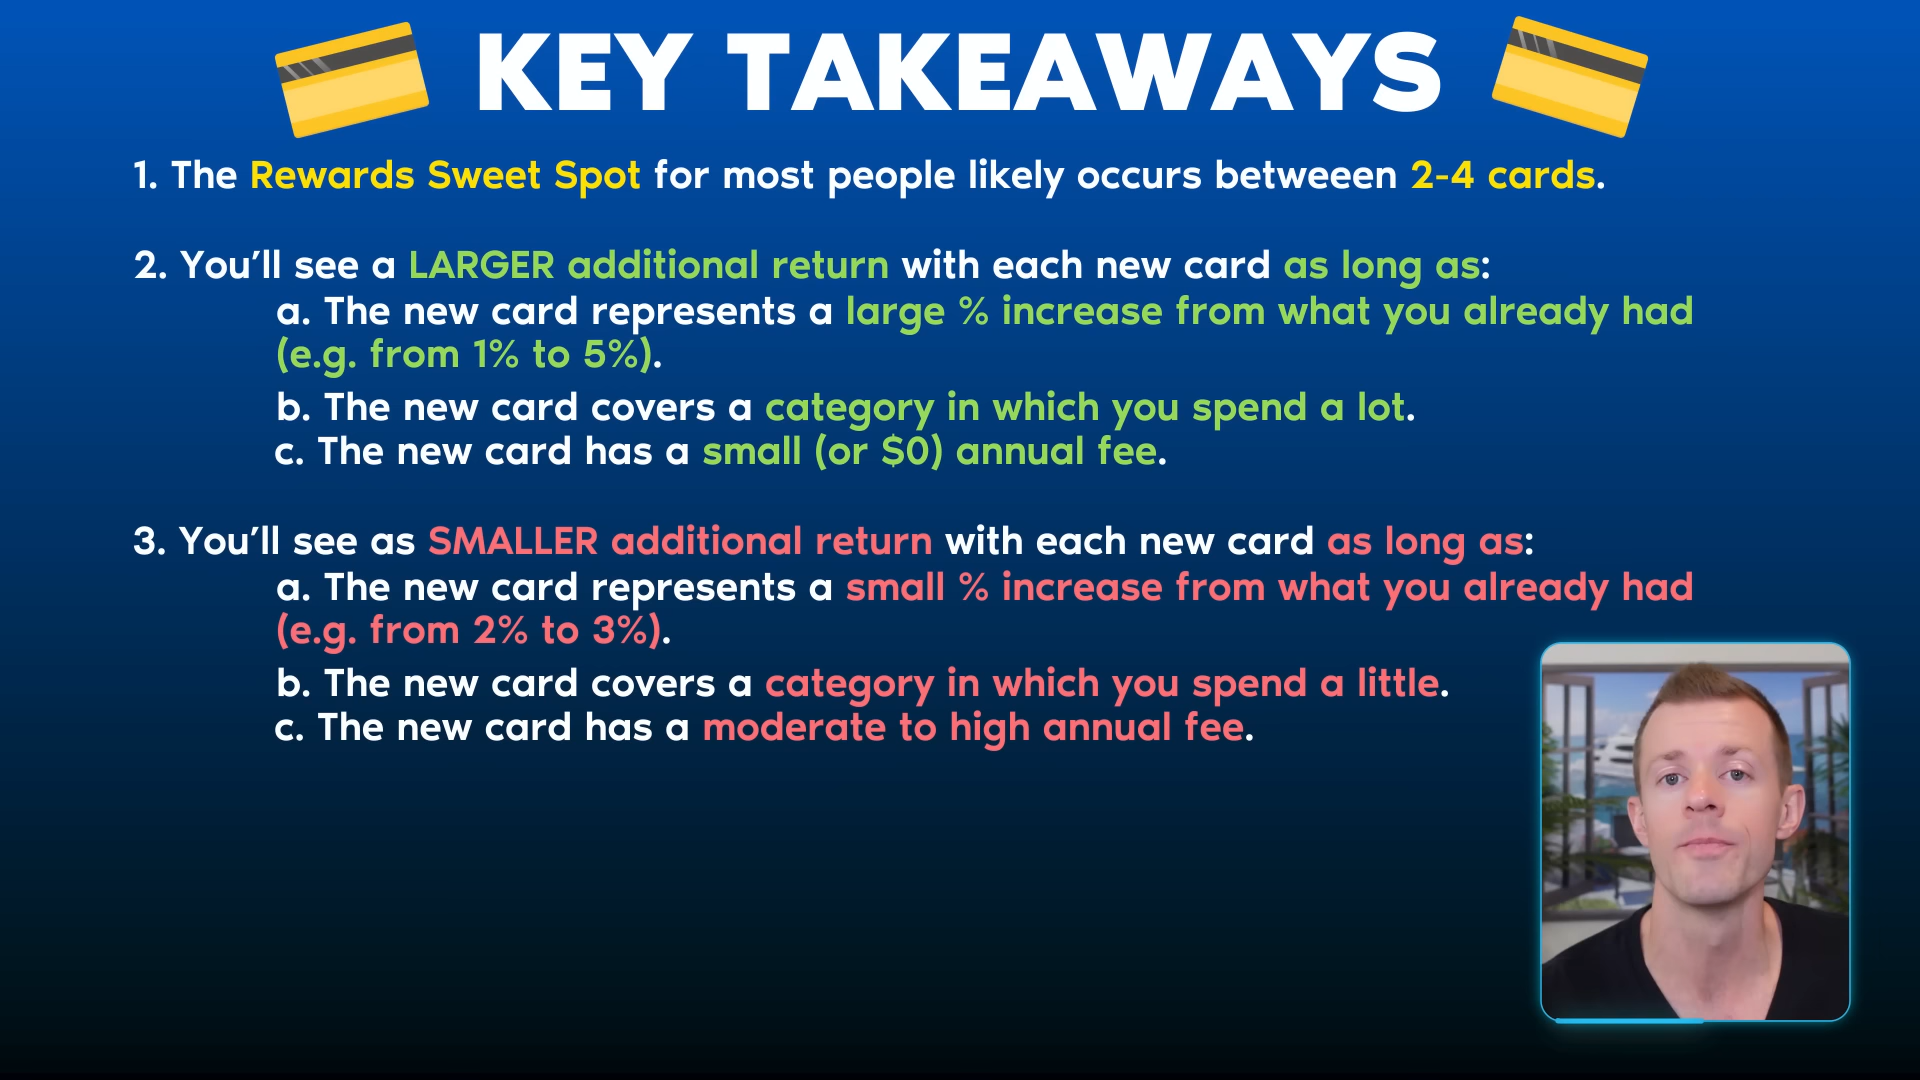 KEY TAKEAWAYS
1. The Rewards Sweet Spot for most people likely occurs betweeen 2-4 cards.
2. You’ll see a LARGER additional return with each new card as long as:
a. The new card represents a large % increase from what you already had
(e.g. from 1% to 5%).
b. The new card covers a category in which you spend a lot.
c. The new card has a small (or $0) annual fee.
3. You’ll see as SMALLER additional return with each new card as long as:
a. The new card represents a small % increase from what you already had
(e.g. from 2% to 3%).
b. The new card covers a category in which you spend a little.
c. The new card has a moderate to high annual fee.